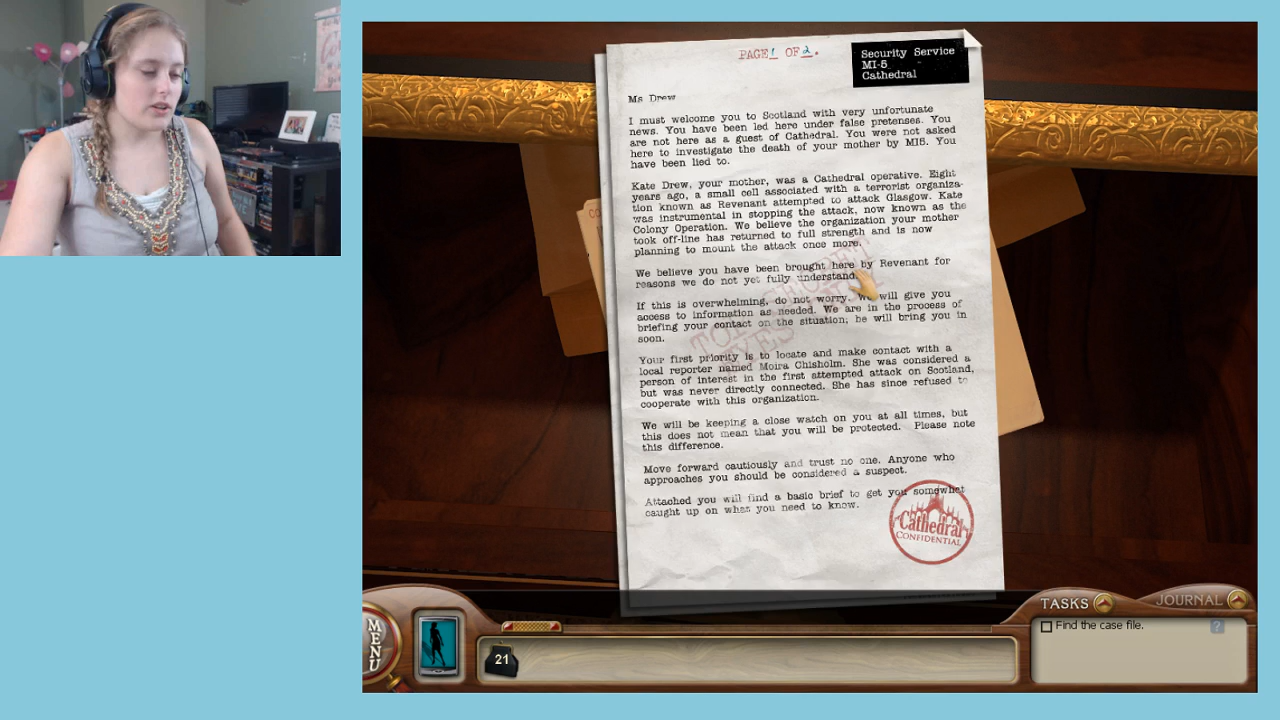 PAGE 1 OF 2.
Security Service
MI-5
Cathedral
Ms Drew
I must welcome you to Scotland with very unfortunate
news. You have been led here under false pretenses. You
are not here as a guest of Cathedral. You were not asked
here to investigate the death of your mother by MI5. You
have been lied to.
Kate Drew, your mother, was a Cathedral operative. Eight
years ago, a small cell associated with a terrorist organiza-
tion known as Revenant attempted to attack Glasgow. Kate
was instrumental in stopping the attack, now known as the
Colony Operation. We believe the organization your mother
took off-line has returned to full strength and is now
planning to mount the attack once more.
We believe you have been brought here by Revenant for
reasons we do not yet fully understand.
If this is overwhelming, do not worry. We will give you
access to information as needed. We are in the process of
briefing your contact on the situation; he will bring you in
soon.
Your first priority is to locate and make contact with a
local reporter named Moira Chisholm. She was considered a
person of interest in the first attempted attack on Scotland,
but was never directly connected. She has since refused to
cooperate with this organization.
We will be keeping a close watch on you at all times, but
this does not mean that you will be protected. Please note
this difference.
Move forward cautiously and trust no one. Anyone who
approaches you should be considered a suspect.
Attached you will find a basic brief to get you somewhat
caught up on what you need to know.
Cathedral
CONFIDENTIAL
TOP SECRET
EYES
MENU
21
TASKS
JOURNAL
Find the case file.
?